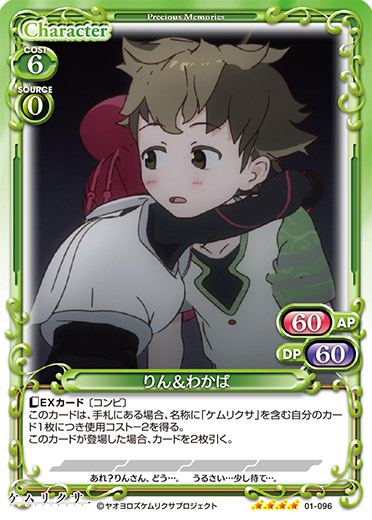 Precious Memories
Character
COST
6
SOURCE
0
60 AP
DP 60
りん&わかば
EXカード〔コンビ〕
このカードは、手札にある場合、名称に「ケムリクサ」を含む自分のカー
ド1枚につき使用コスト−2を得る。
このカードが登場した場合、カードを2枚引く。
あれ?りんさん、どう…。 うるさい…少し待て…。
ケムリクサ
©ヤオヨロズケムリクサプロジェクト
01-096